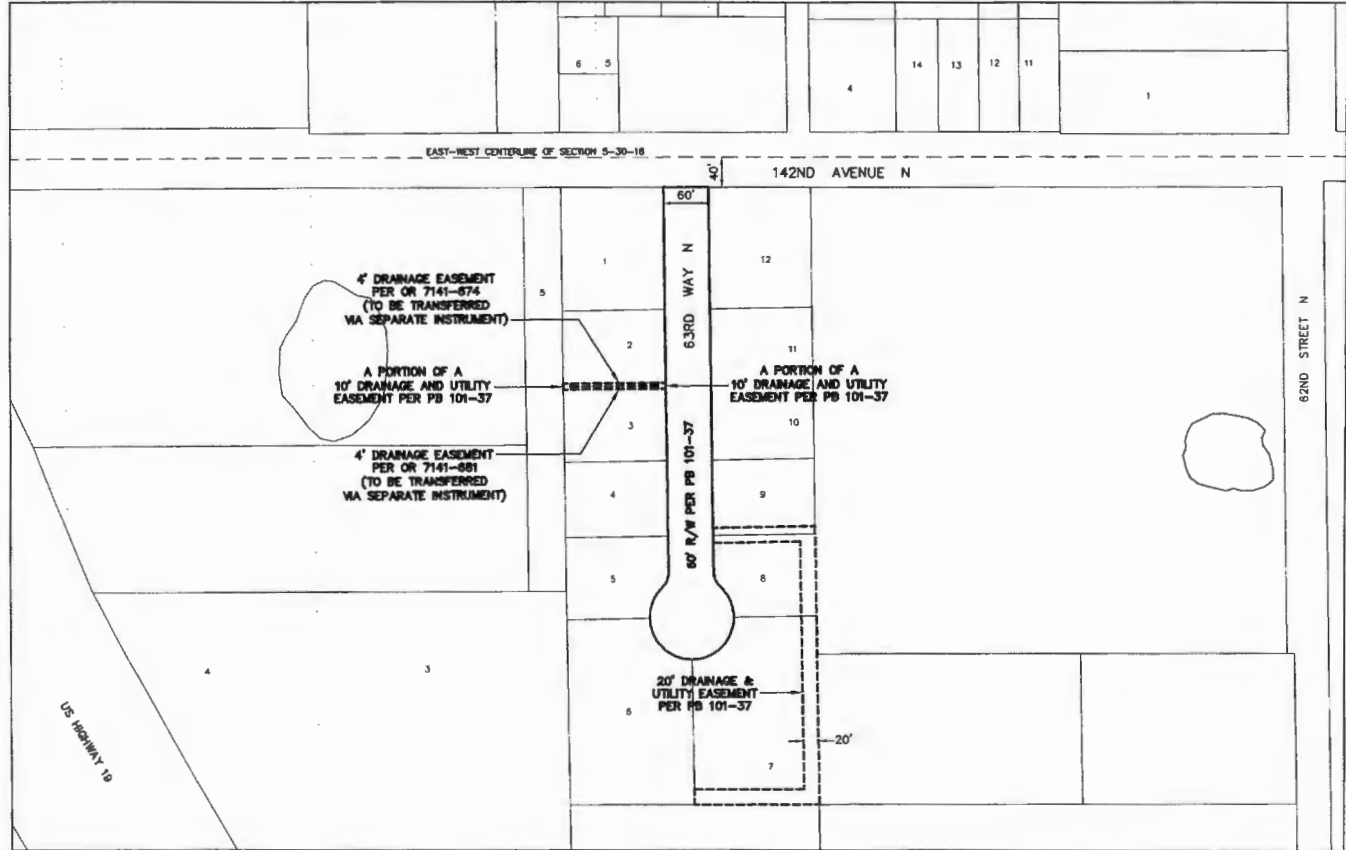 6 5
4
14
13
12
11
1
EAST-WEST CENTERLINE OF SECTION 5-30-16
40'
142ND AVENUE N
60'
63RD WAY N
1
12
4' DRAINAGE EASEMENT
PER OR 7141-674
(TO BE TRANSFERRED
VIA SEPARATE INSTRUMENT)
5
2
11
62ND STREET N
A PORTION OF A
10' DRAINAGE AND UTILITY
EASEMENT PER PB 101-37
A PORTION OF A
10' DRAINAGE AND UTILITY
EASEMENT PER PB 101-37
3
10
4' DRAINAGE EASEMENT
PER OR 7141-681
(TO BE TRANSFERRED
VIA SEPARATE INSTRUMENT)
60' R/W PER PB 101-37
4
9
5
8
4
3
20' DRAINAGE &
UTILITY EASEMENT
PER PB 101-37
6
20'
7
US HIGHWAY 19